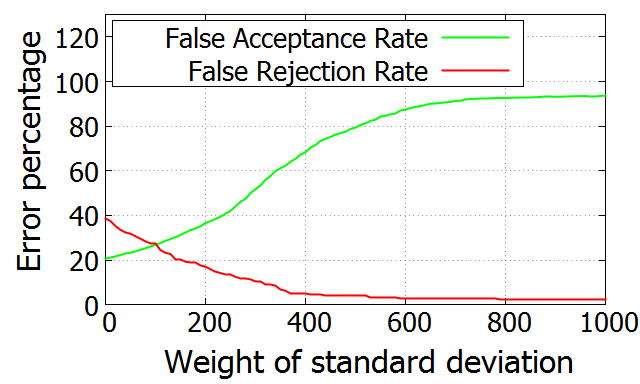 False Acceptance Rate
False Rejection Rate
Error percentage
120
100
80
60
40
20
0
0 200 400 600 800 1000
Weight of standard deviation